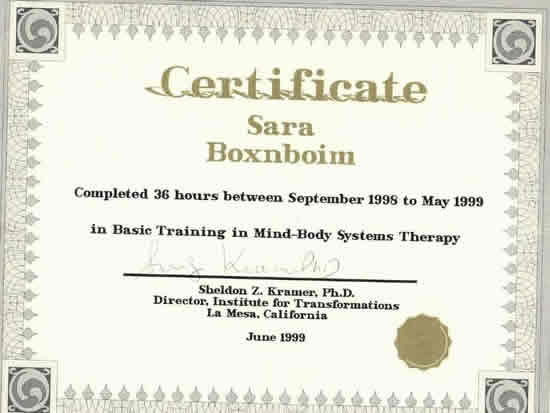 Certificate
Sara
Boxnboim
Completed 36 hours between September 1998 to May 1999
in Basic Training in Mind-Body Systems Therapy
Sheldon Z. Kramer, Ph.D.
Director, Institute for Transformations
La Mesa, California
June 1999